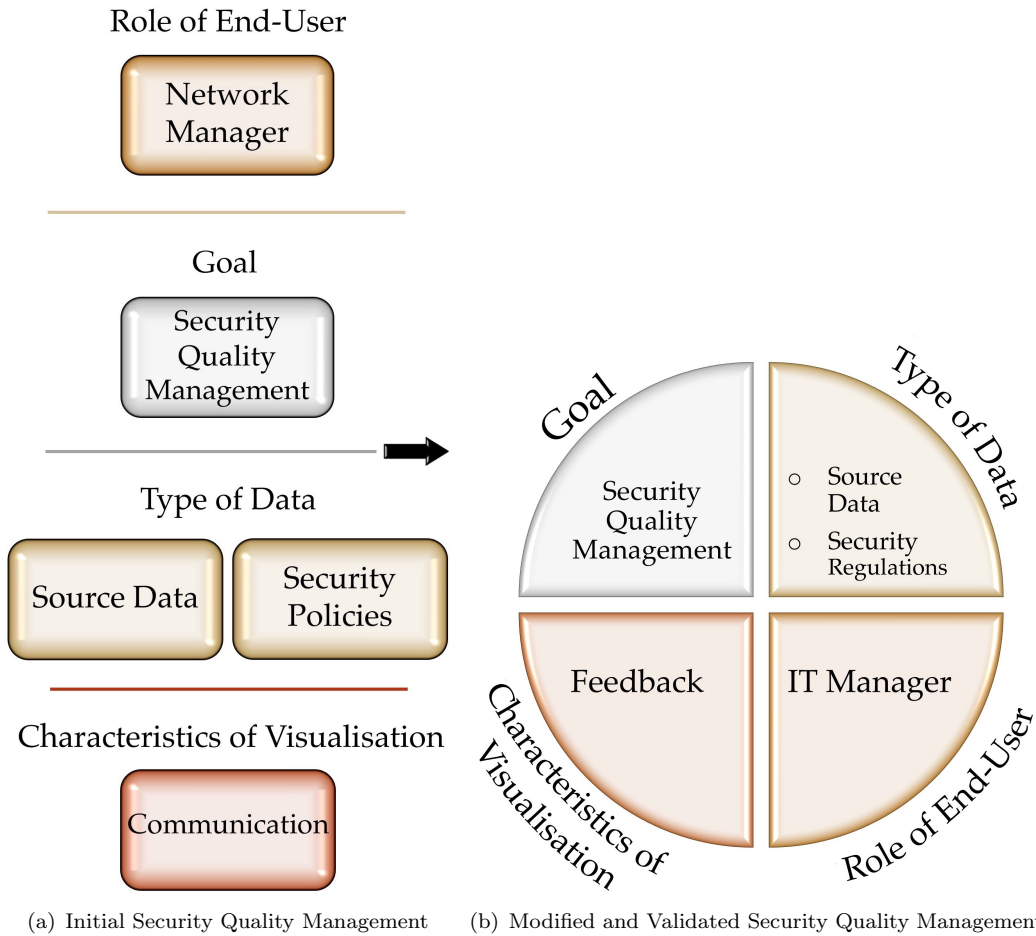 Role of End-User
Network
Manager
Goal
Security
Quality
Management
Type of Data
Source Data
Security
Policies
Characteristics of Visualisation
Communication
(a) Initial Security Quality Management
Goal
Security
Quality
Management
Type of Data
○ Source
Data
○ Security
Regulations
Feedback
Characteristics of
Visualisation
IT Manager
Role of End-User
(b) Modified and Validated Security Quality Management